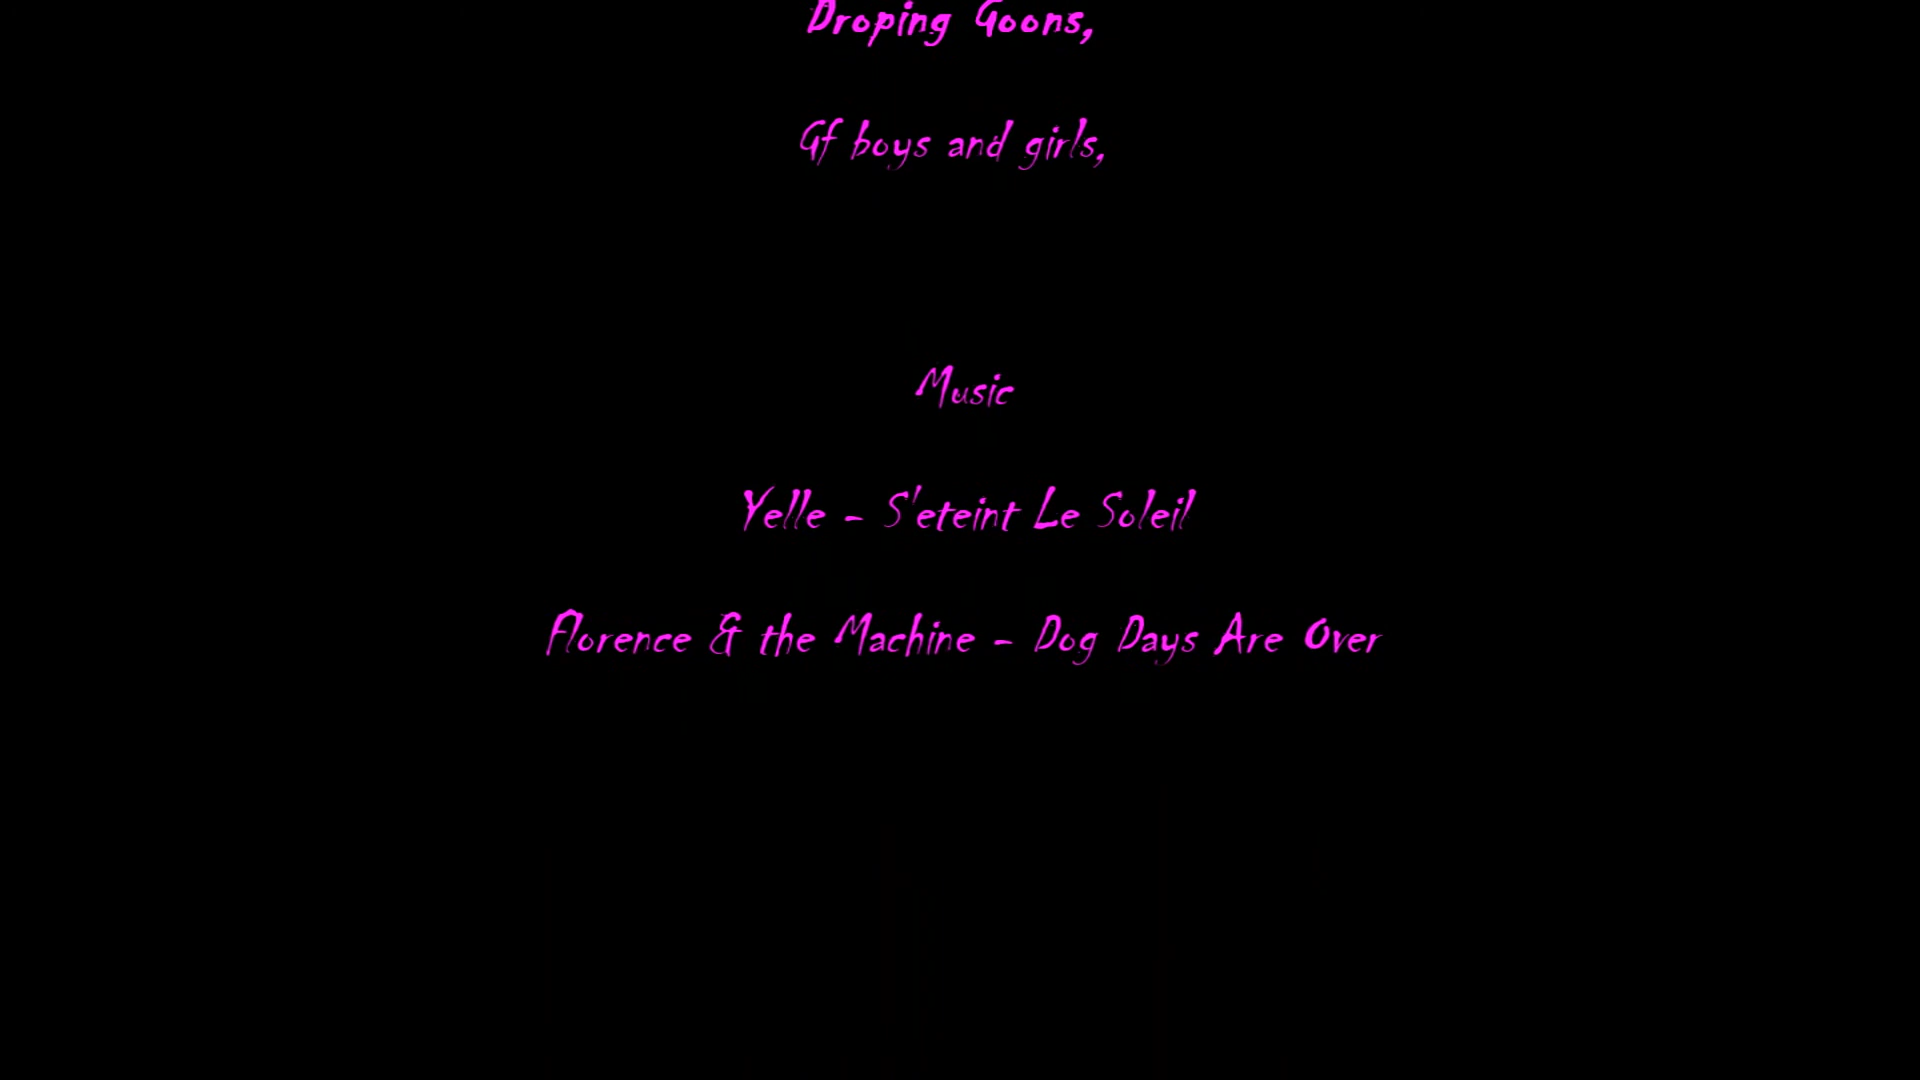 Droping Goons,
Gf boys and girls,
Music
Yelle - S'eteint Le Soleil
Florence & the Machine - Dog Days Are Over